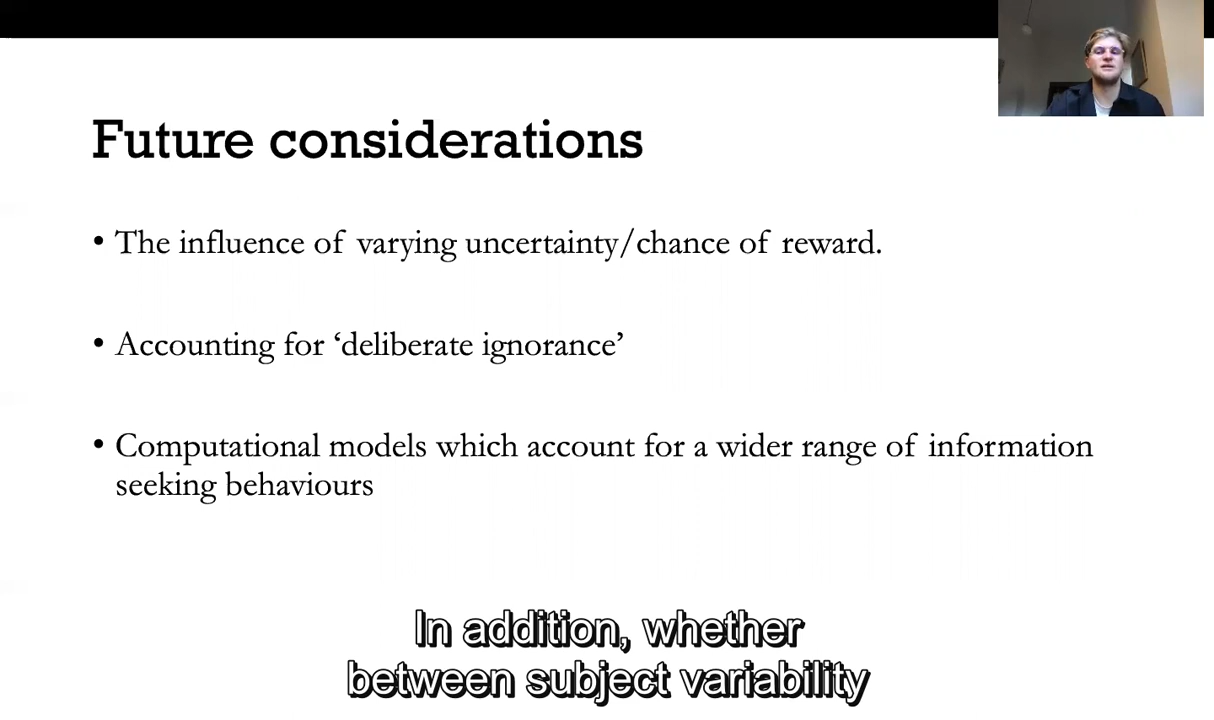 Future considerations
• The influence of varying uncertainty/chance of reward.
• Accounting for ‘deliberate ignorance’
• Computational models which account for a wider range of information
seeking behaviours
In addition, whether
between subject variability